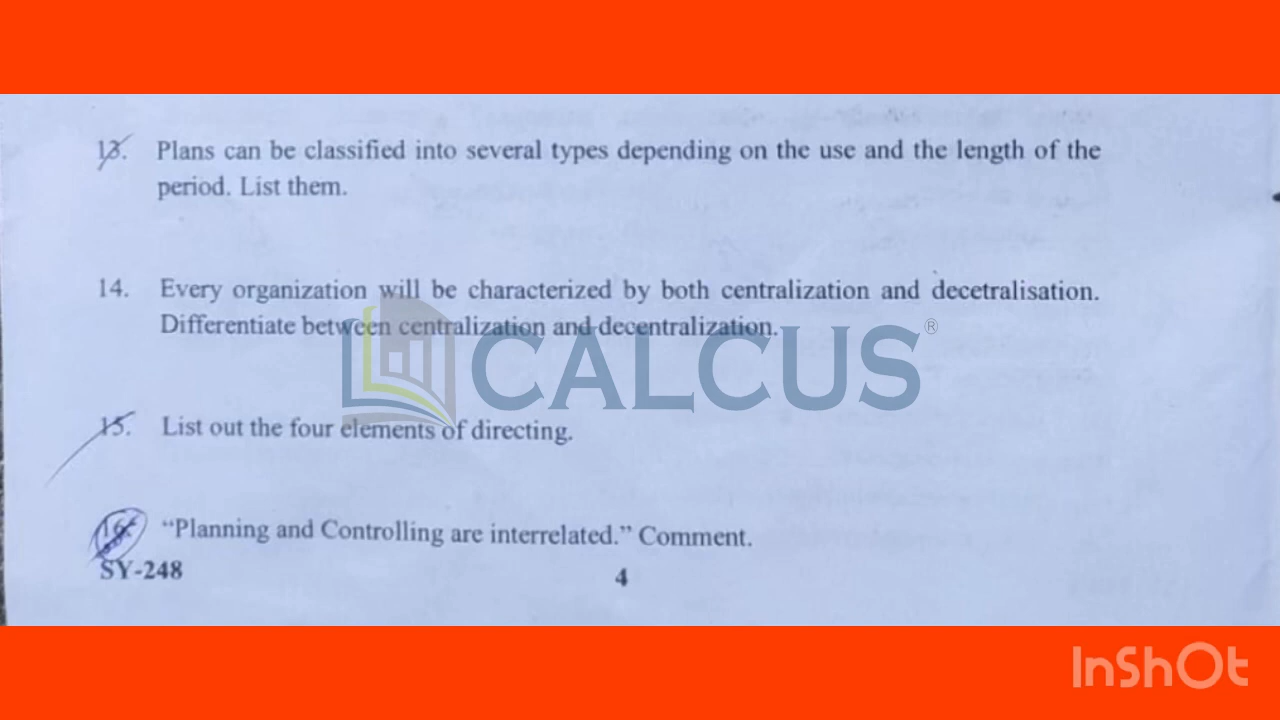 13. Plans can be classified into several types depending on the use and the length of the
period. List them.
14. Every organization will be characterized by both centralization and decetralisation.
Differentiate between centralization and decentralization.
CALCUS®
15. List out the four elements of directing.
16. “Planning and Controlling are interrelated.” Comment.
SY-248 4
InShOt